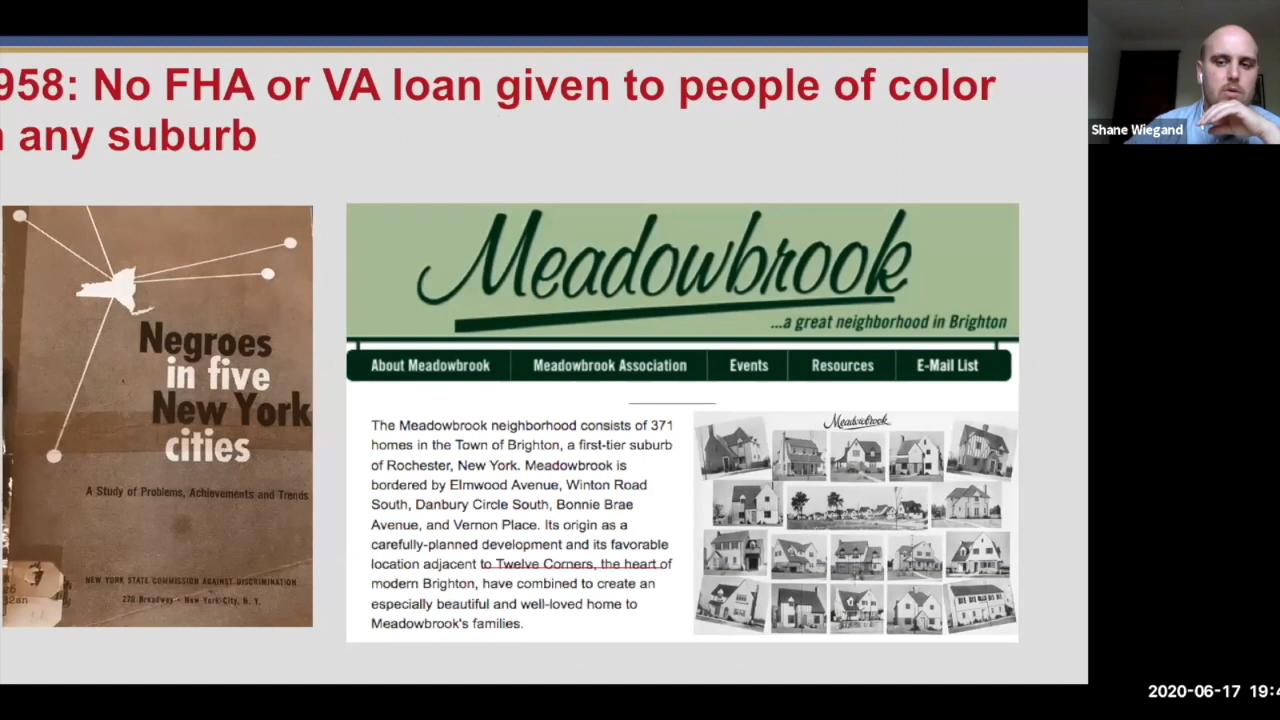 958: No FHA or VA loan given to people of color
any suburb
Shane Wiegand
Negroes
in five
New York
cities
A Study of Problems, Achievements and Trends
NEW YORK STATE COMMISSION AGAINST DISCRIMINATION
270 Broadway - New York City, N. Y.
Meadowbrook
...a great neighborhood in Brighton
About Meadowbrook
Meadowbrook Association
Events
Resources
E-Mail List
The Meadowbrook neighborhood consists of 371
homes in the Town of Brighton, a first-tier suburb
of Rochester, New York. Meadowbrook is
bordered by Elmwood Avenue, Winton Road
South, Danbury Circle South, Bonnie Brae
Avenue, and Vernon Place. Its origin as a
carefully-planned development and its favorable
location adjacent to Twelve Corners, the heart of
modern Brighton, have combined to create an
especially beautiful and well-loved home to
Meadowbrook's families.
Meadowbrook
2020-06-17 19:4